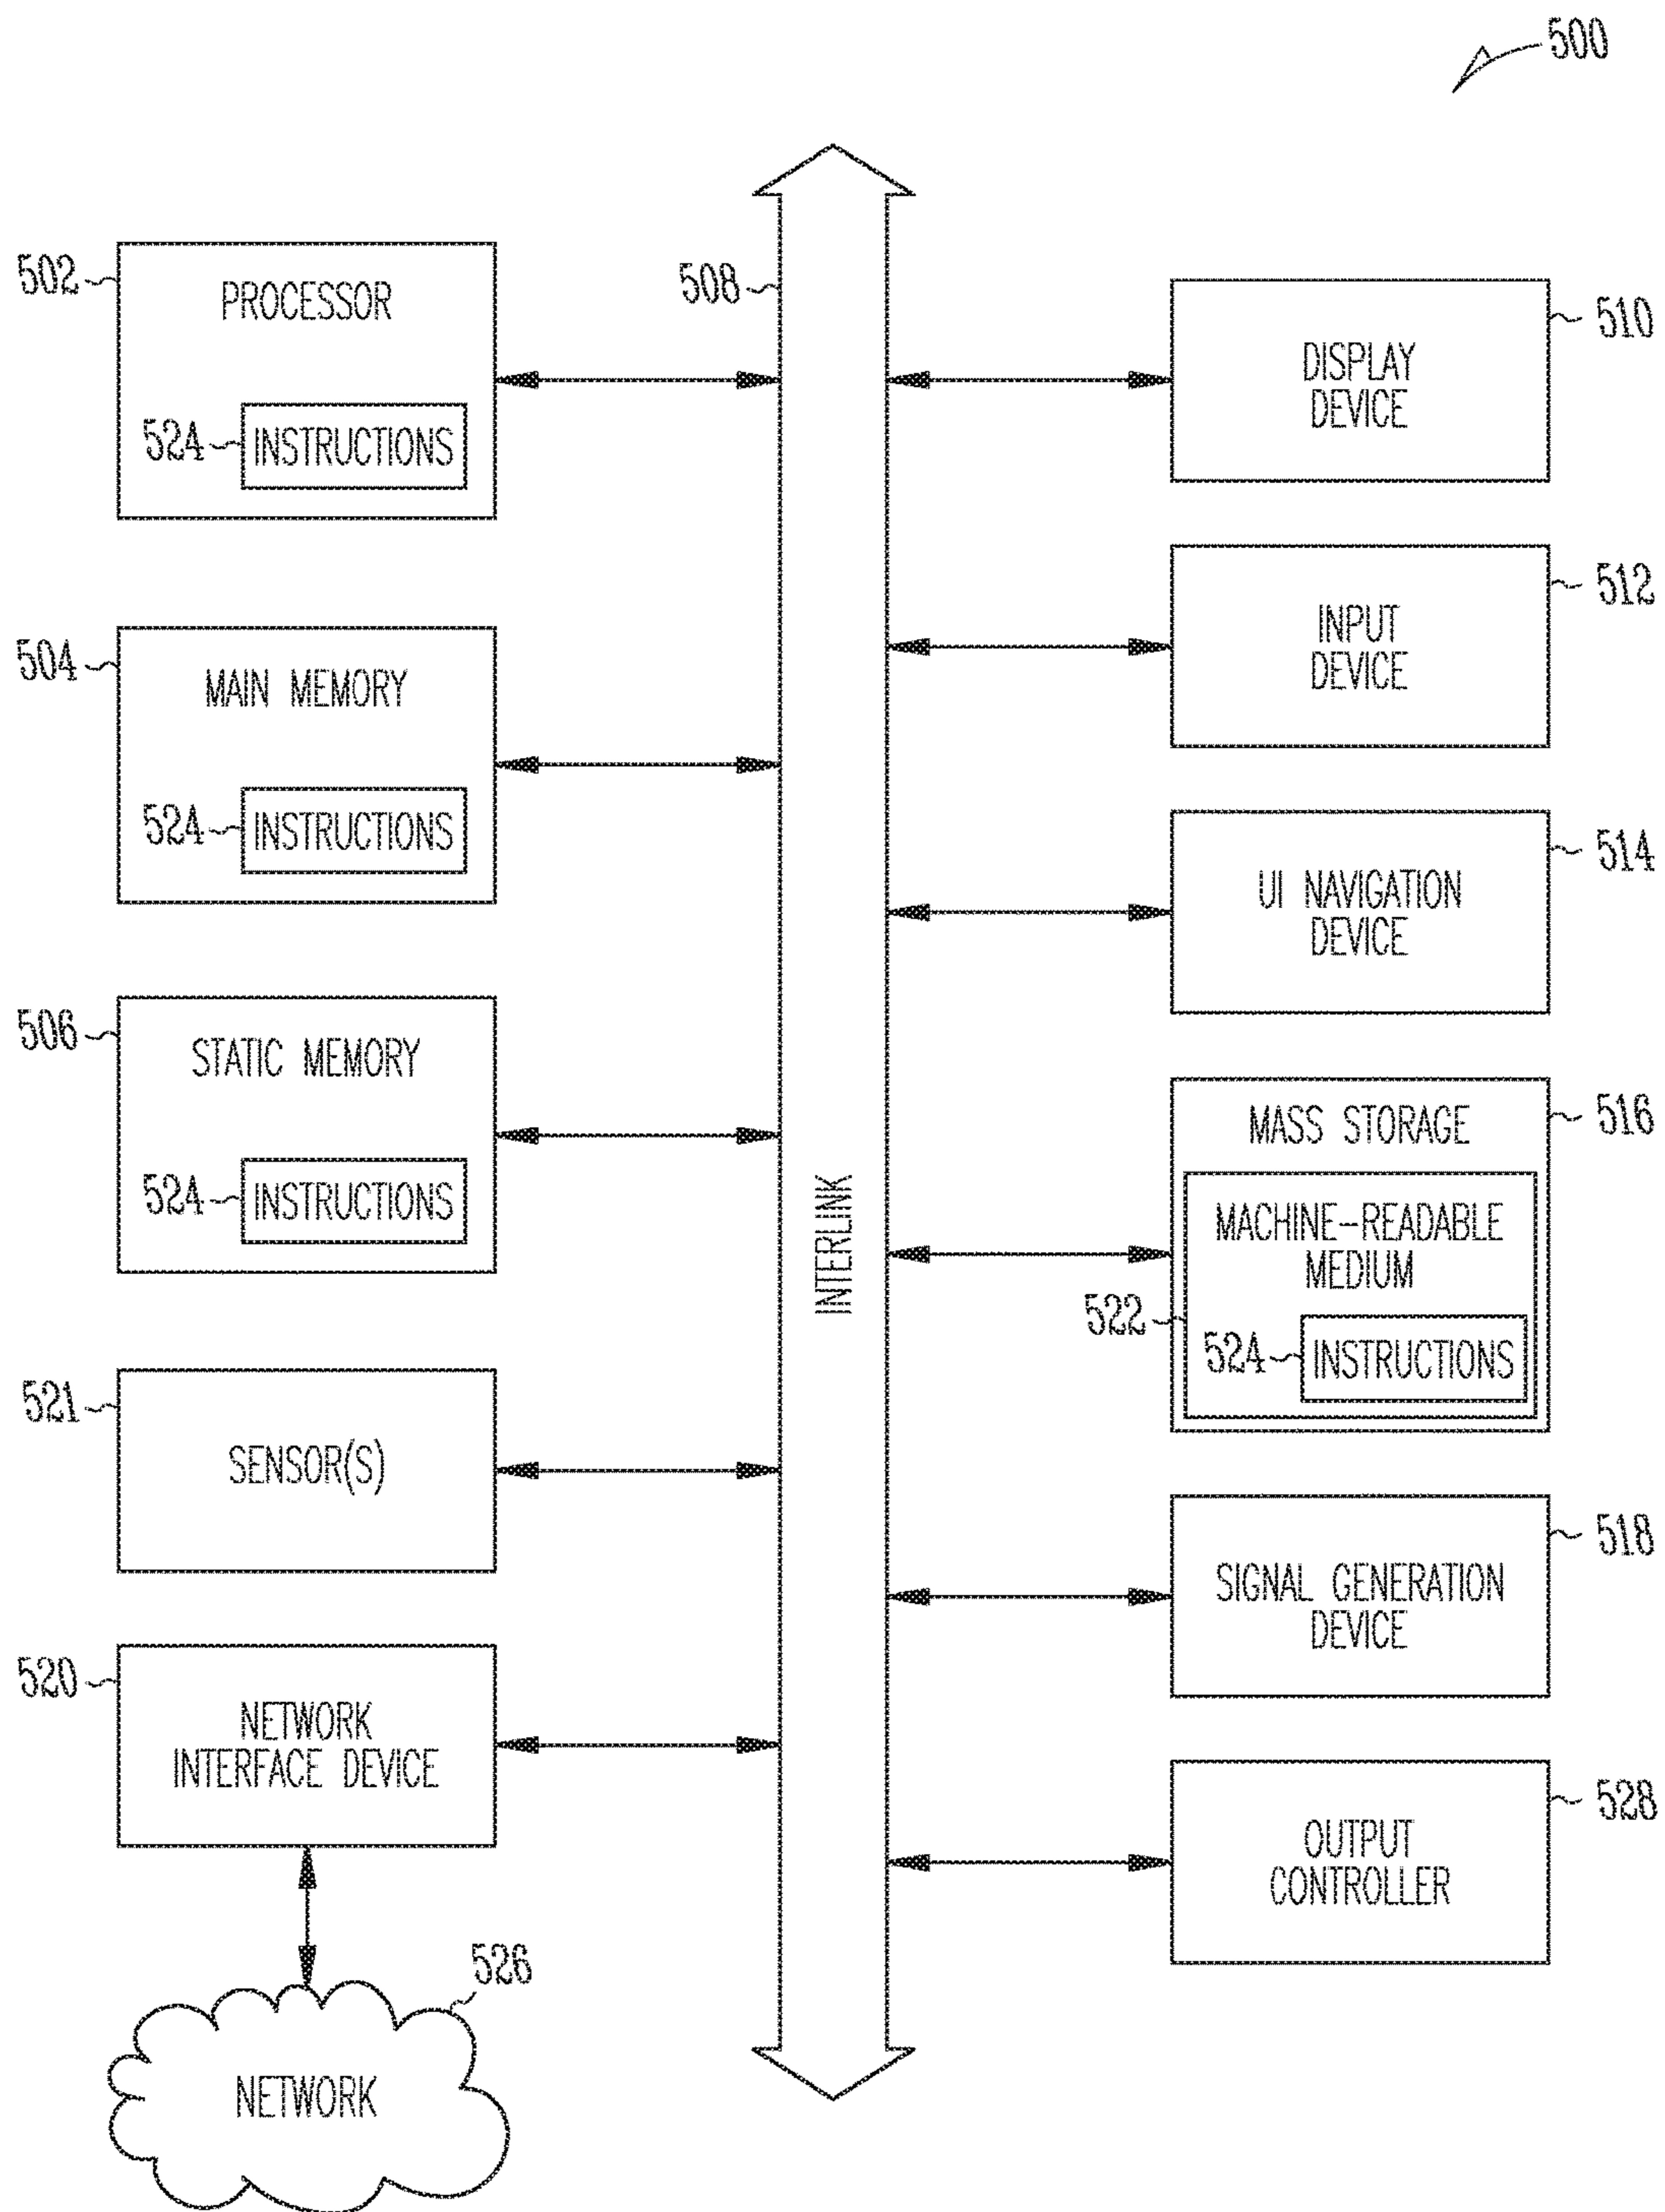 500
502
PROCESSOR
524
INSTRUCTIONS
504
MAIN MEMORY
524
INSTRUCTIONS
506
STATIC MEMORY
524
INSTRUCTIONS
521
SENSOR(S)
520
NETWORK
INTERFACE DEVICE
526
NETWORK
508
INTERLINK
510
DISPLAY
DEVICE
512
INPUT
DEVICE
514
UI NAVIGATION
DEVICE
516
MASS STORAGE
MACHINE-READABLE
MEDIUM
522
524
INSTRUCTIONS
518
SIGNAL GENERATION
DEVICE
528
OUTPUT
CONTROLLER